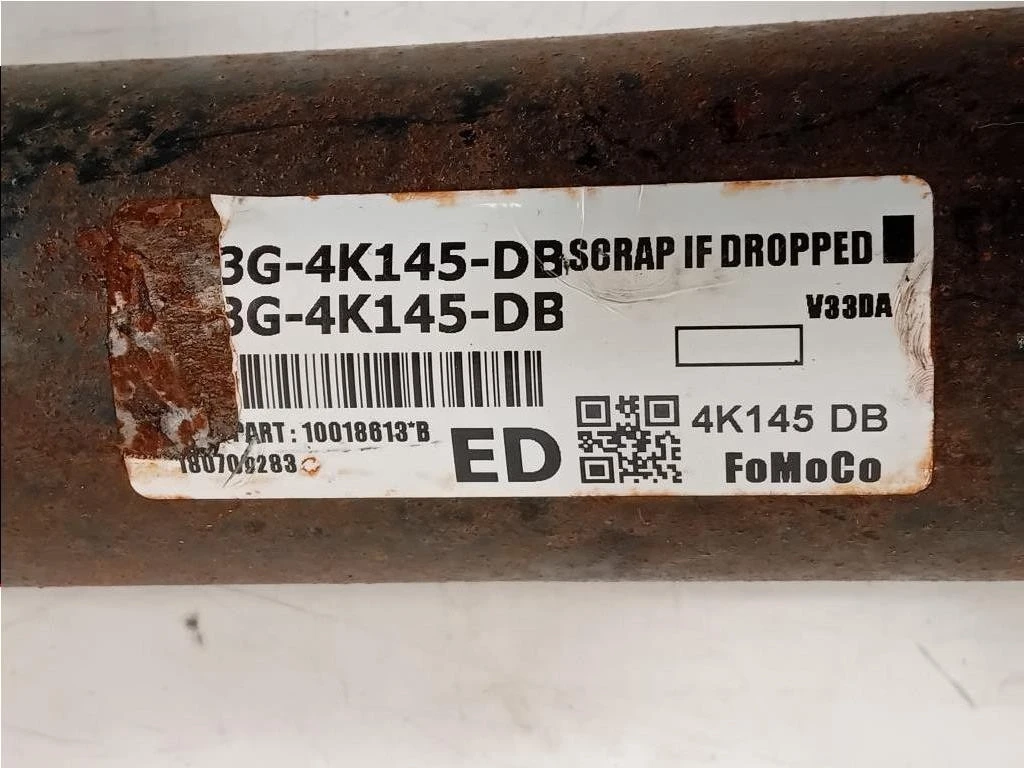 3G-4K145-DB SCRAP IF DROPPED
3G-4K145-DB
V33DA
PART: 10018613*B
ED
4K145 DB
FoMoCo